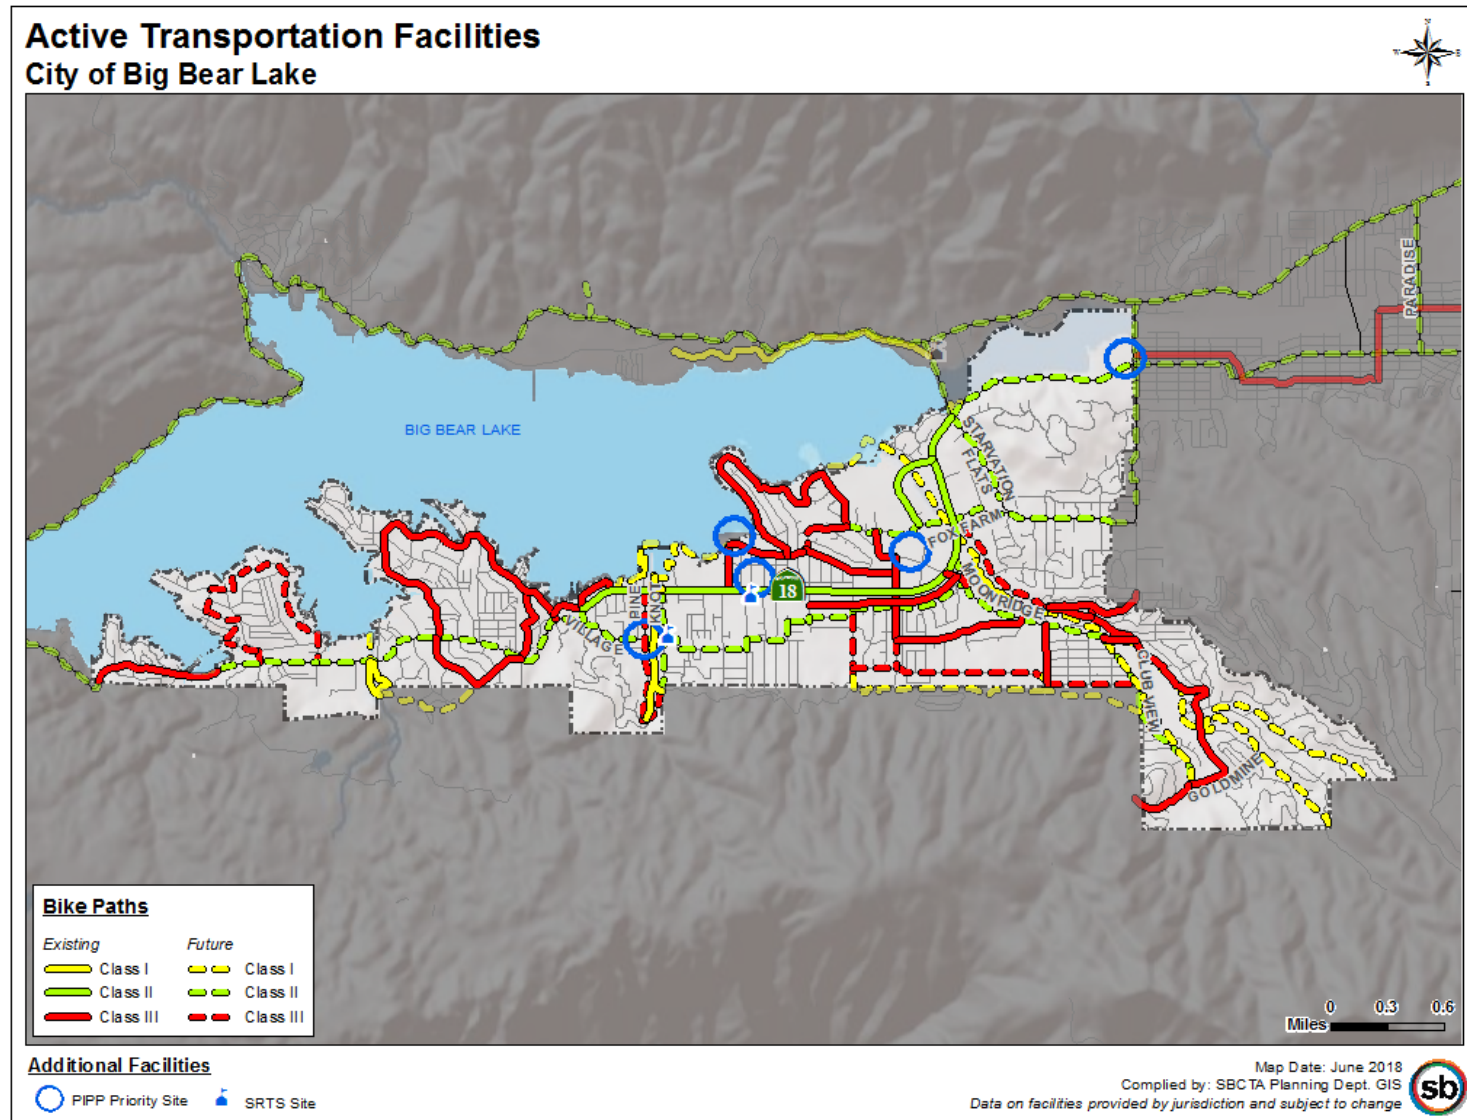 Active Transportation Facilities
City of Big Bear Lake
N
W
E
S
PARADISE
BIG BEAR LAKE
STARVATION
FLATS
FOX FARM
MOONRIDGE
18
PINE
KNOT
VILLAGE
CLUB VIEW
GOLDMINE
Bike Paths
Existing Future
Class I Class I
Class II Class II
Class III Class III
0 0.3 0.6
Miles
Additional Facilities
PIPP Priority Site SRTS Site
Map Date: June 2018
Complied by: SBCTA Planning Dept. GIS
Data on facilities provided by jurisdiction and subject to change
sb